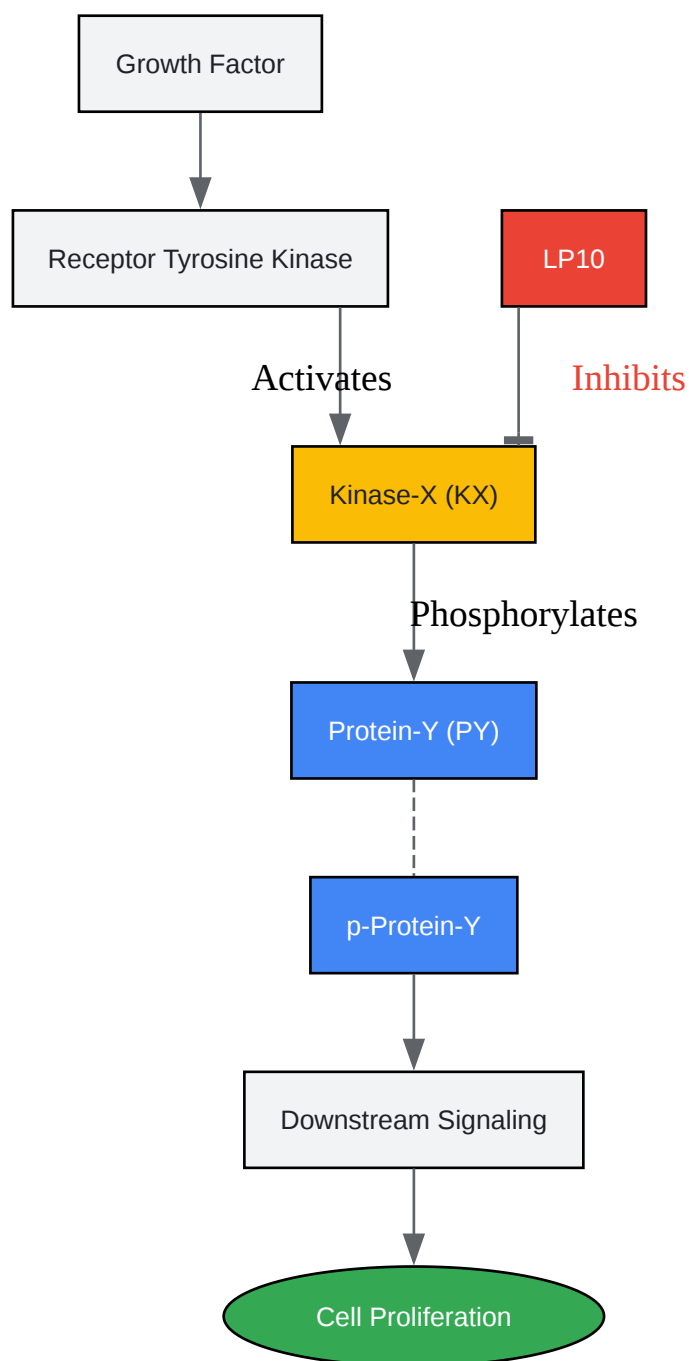 Growth Factor
Receptor Tyrosine Kinase
LP10
Activates
Inhibits
Kinase-X (KX)
Phosphorylates
Protein-Y (PY)
p-Protein-Y
Downstream Signaling
Cell Proliferation